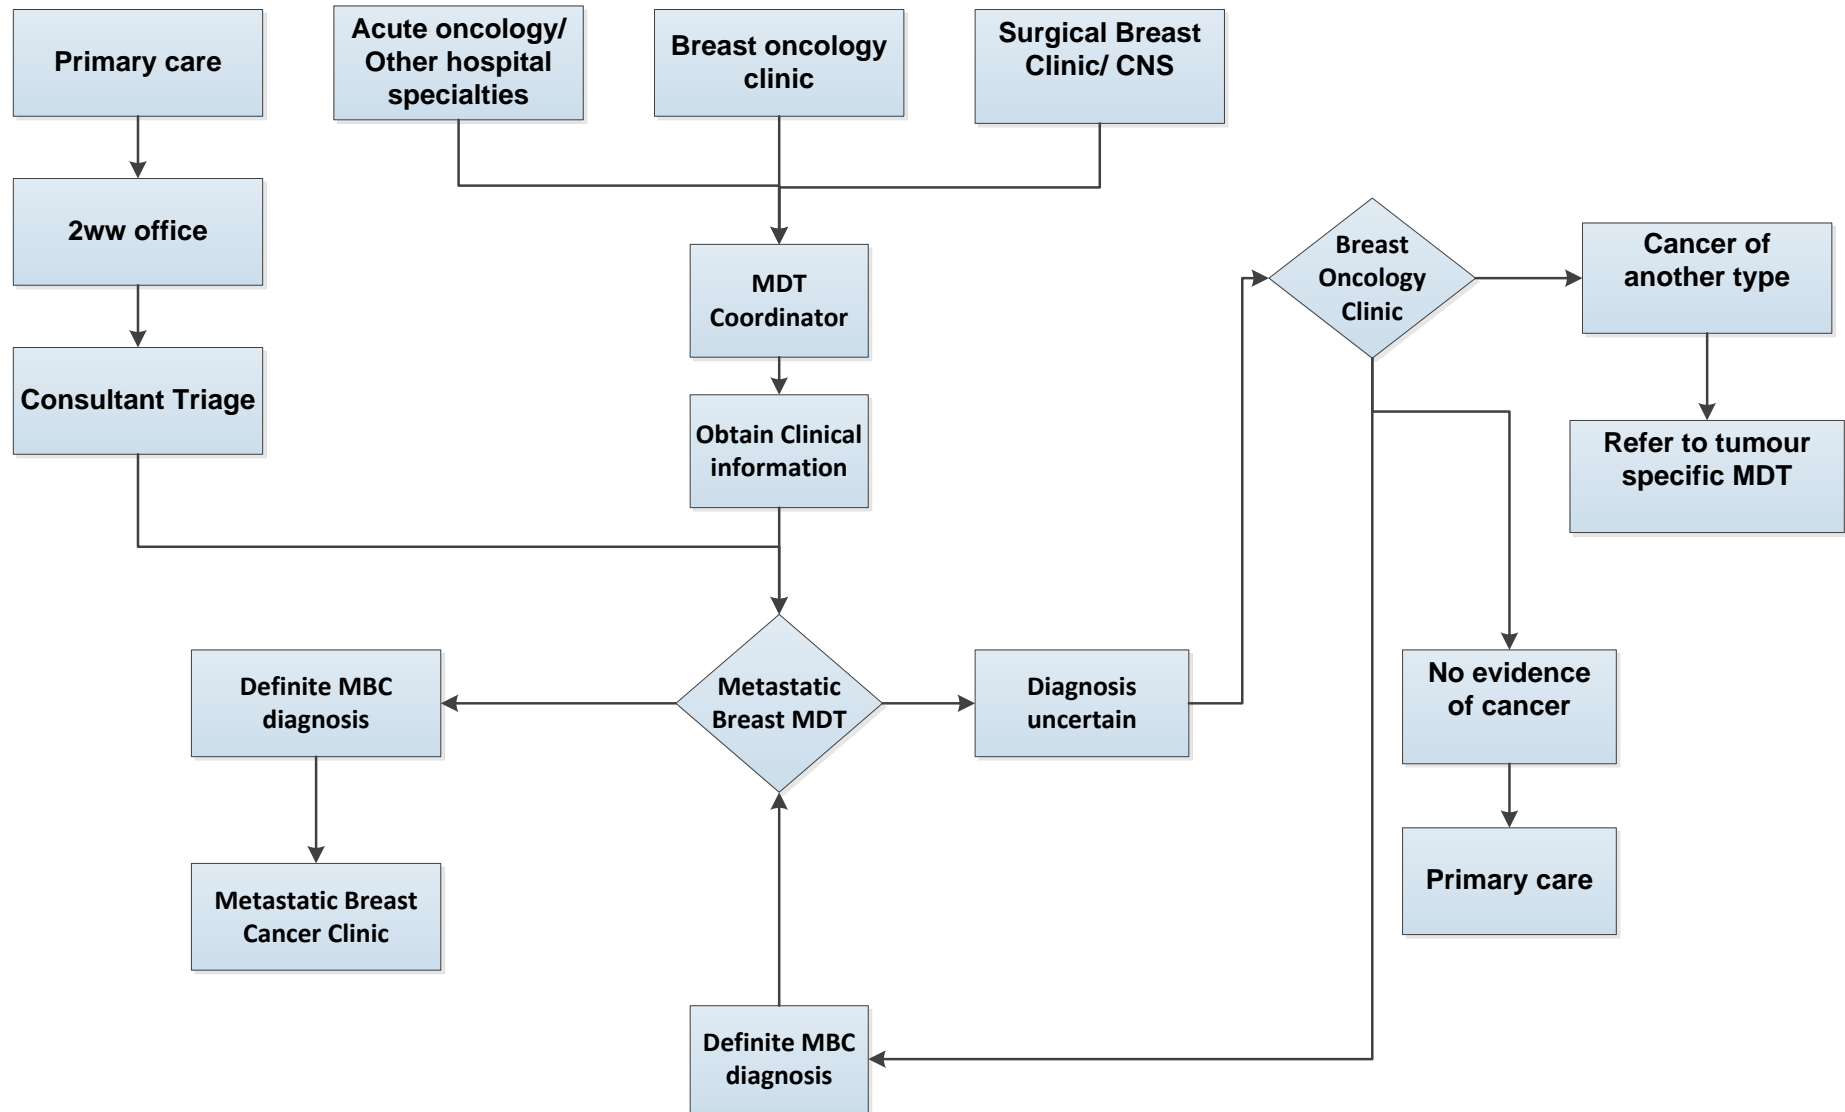 Primary care
Acute oncology/
Other hospital
specialties
Breast oncology
clinic
Surgical Breast
Clinic/ CNS
2ww office
MDT
Coordinator
Breast
Oncology
Clinic
Cancer of
another type
Consultant Triage
Obtain Clinical
information
Refer to tumour
specific MDT
Definite MBC
diagnosis
Metastatic
Breast MDT
Diagnosis
uncertain
No evidence
of cancer
Metastatic Breast
Cancer Clinic
Primary care
Definite MBC
diagnosis